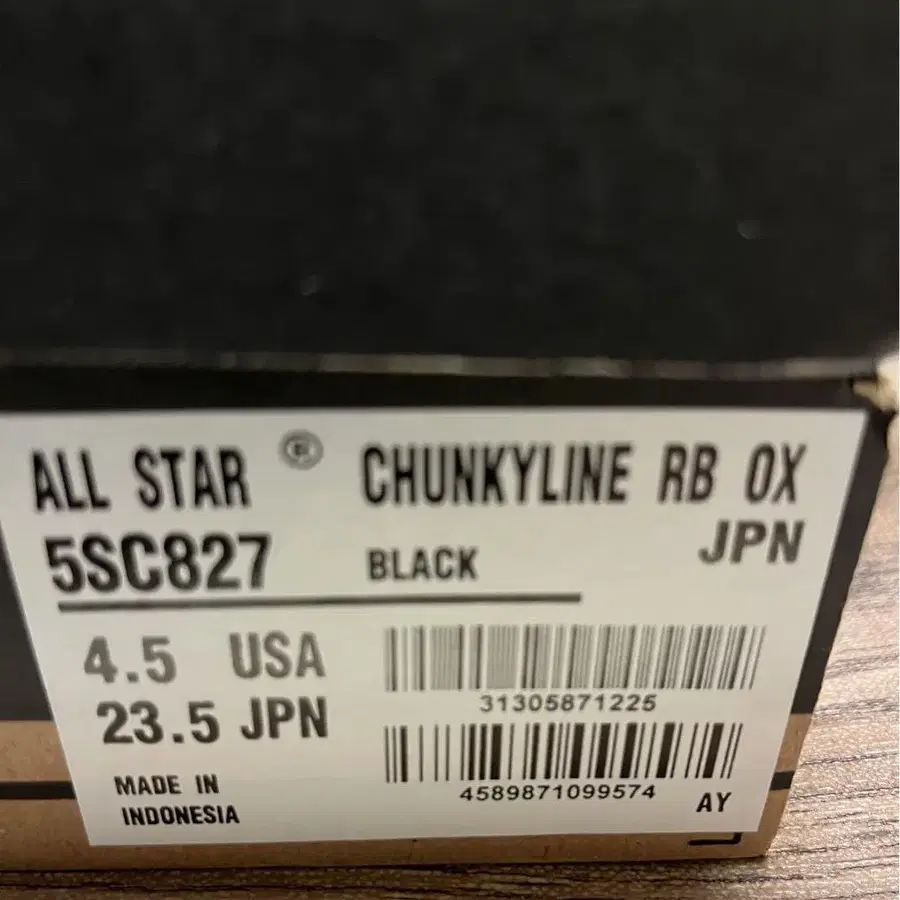 ALL STAR ® CHUNKYLINE RB OX
5SC827 BLACK JPN
4.5 USA
23.5 JPN
31305871225
4589871099574
MADE IN
INDONESIA
AY